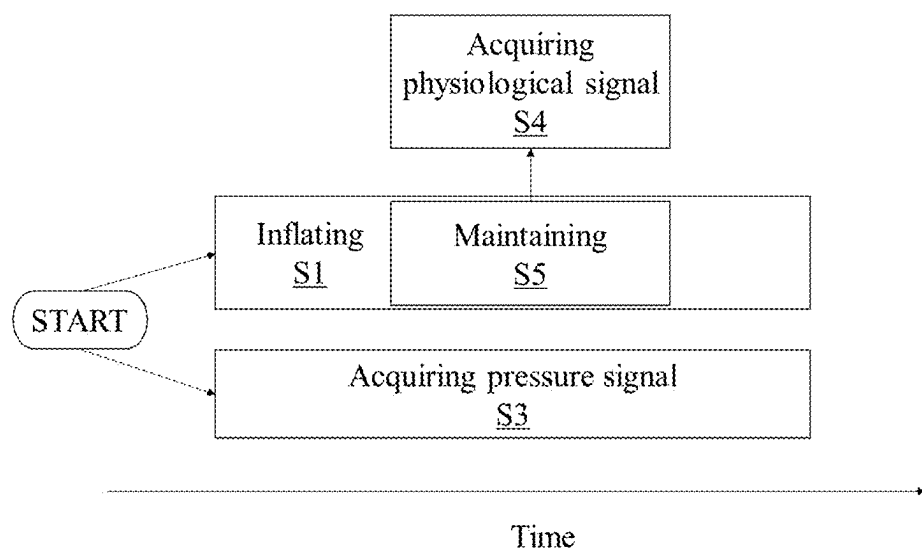 Acquiring
physiological signal
S4
Inflating
S1
Maintaining
S5
START
Acquiring pressure signal
S3
Time